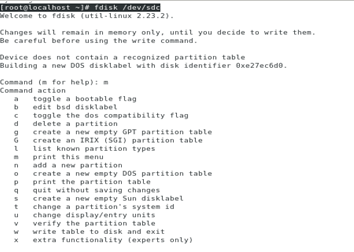 [root@localhost ~]# fdisk /dev/sdc
Welcome to fdisk (util-linux 2.23.2).

Changes will remain in memory only, until you decide to write them.
Be careful before using the write command.

Device does not contain a recognized partition table
Building a new DOS disklabel with disk identifier 0xe27ec6d0.

Command (m for help): m
Command action
   a   toggle a bootable flag
   b   edit bsd disklabel
   c   toggle the dos compatibility flag
   d   delete a partition
   g   create a new empty GPT partition table
   G   create an IRIX (SGI) partition table
   l   list known partition types
   m   print this menu
   n   add a new partition
   o   create a new empty DOS partition table
   p   print the partition table
   q   quit without saving changes
   s   create a new empty Sun disklabel
   t   change a partition's system id
   u   change display/entry units
   v   verify the partition table
   w   write table to disk and exit
   x   extra functionality (experts only)